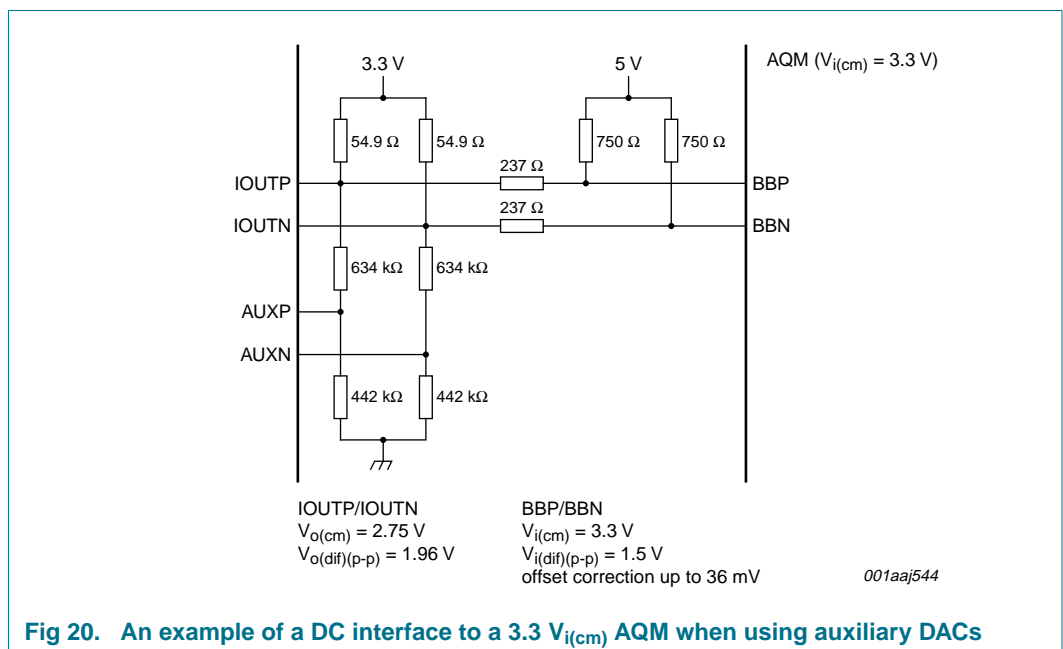 3.3 V
5 V
AQM (Vi(cm) = 3.3 V)
54.9 Ω
54.9 Ω
750 Ω
750 Ω
237 Ω
IOUTP
BBP
237 Ω
IOUTN
BBN
634 kΩ
634 kΩ
AUXP
AUXN
442 kΩ
442 kΩ
IOUTP/IOUTN
Vo(cm) = 2.75 V
Vo(dif)(p-p) = 1.96 V
BBP/BBN
Vi(cm) = 3.3 V
Vi(dif)(p-p) = 1.5 V
offset correction up to 36 mV
001aaj544
Fig 20. An example of a DC interface to a 3.3 Vi(cm) AQM when using auxiliary DACs